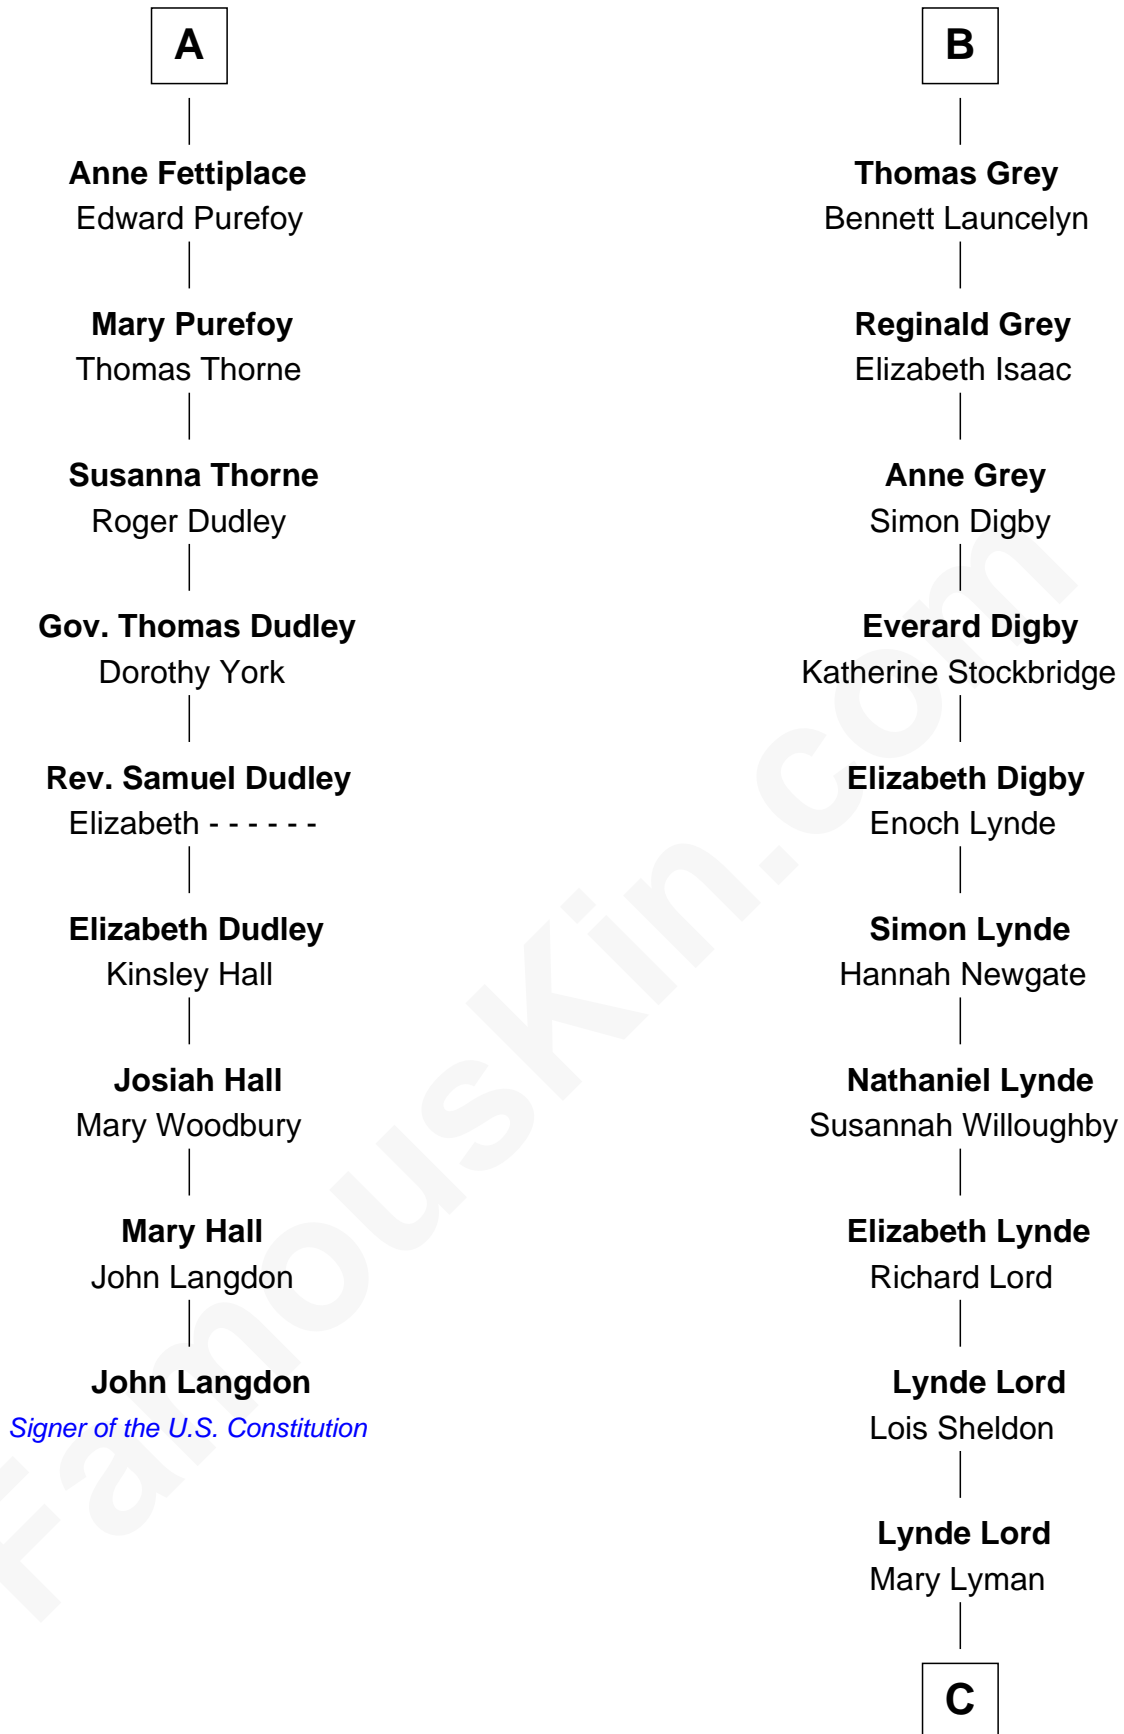 A
Anne Fettiplace
Edward Purefoy
Mary Purefoy
Thomas Thorne
Susanna Thorne
Roger Dudley
Gov. Thomas Dudley
Dorothy York
Rev. Samuel Dudley
Elizabeth - - - - - -
Elizabeth Dudley
Kinsley Hall
Josiah Hall
Mary Woodbury
Mary Hall
John Langdon
John Langdon
Signer of the U.S. Constitution
B
Thomas Grey
Bennett Launcelyn
Reginald Grey
Elizabeth Isaac
Anne Grey
Simon Digby
Everard Digby
Katherine Stockbridge
Elizabeth Digby
Enoch Lynde
Simon Lynde
Hannah Newgate
Nathaniel Lynde
Susannah Willoughby
Elizabeth Lynde
Richard Lord
Lynde Lord
Lois Sheldon
Lynde Lord
Mary Lyman
C
FamousKin.com